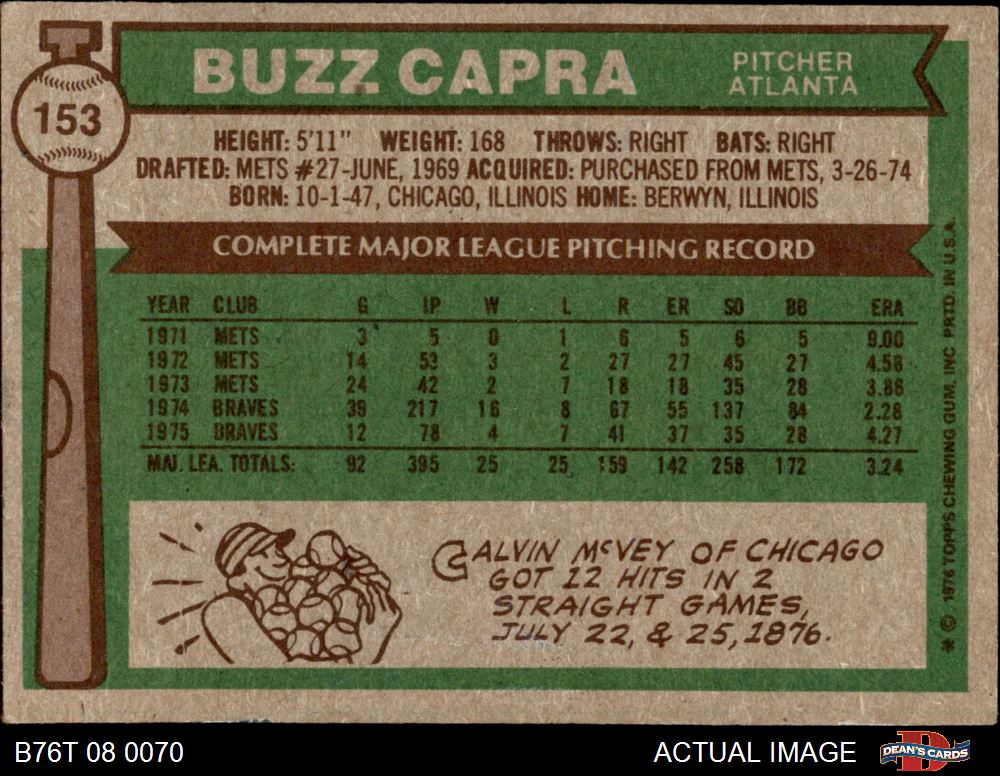 153
BUZZ CAPRA
PITCHER
ATLANTA
HEIGHT: 5'11" WEIGHT: 168 THROWS: RIGHT BATS: RIGHT
DRAFTED: METS #27-JUNE, 1969 ACQUIRED: PURCHASED FROM METS, 3-26-74
BORN: 10-1-47, CHICAGO, ILLINOIS HOME: BERWYN, ILLINOIS
COMPLETE MAJOR LEAGUE PITCHING RECORD
YEAR CLUB G IP W L R ER SO BB ERA
1971 METS 3 5 0 1 6 5 6 5 9.00
1972 METS 14 53 3 2 27 27 45 27 4.58
1973 METS 24 42 2 7 18 18 35 28 3.86
1974 BRAVES 39 217 16 8 67 55 137 84 2.28
1975 BRAVES 12 78 4 7 41 37 35 28 4.27
MAJ. LEA. TOTALS: 92 395 25 25 159 142 258 172 3.24
CALVIN McVEY OF CHICAGO
GOT 12 HITS IN 2
STRAIGHT GAMES,
JULY 22, & 25, 1876.
* © 1976 TOPPS CHEWING GUM, INC PRTD. IN U.S.A.
B76T 08 0070
ACTUAL IMAGE
DEAN'S CARDS